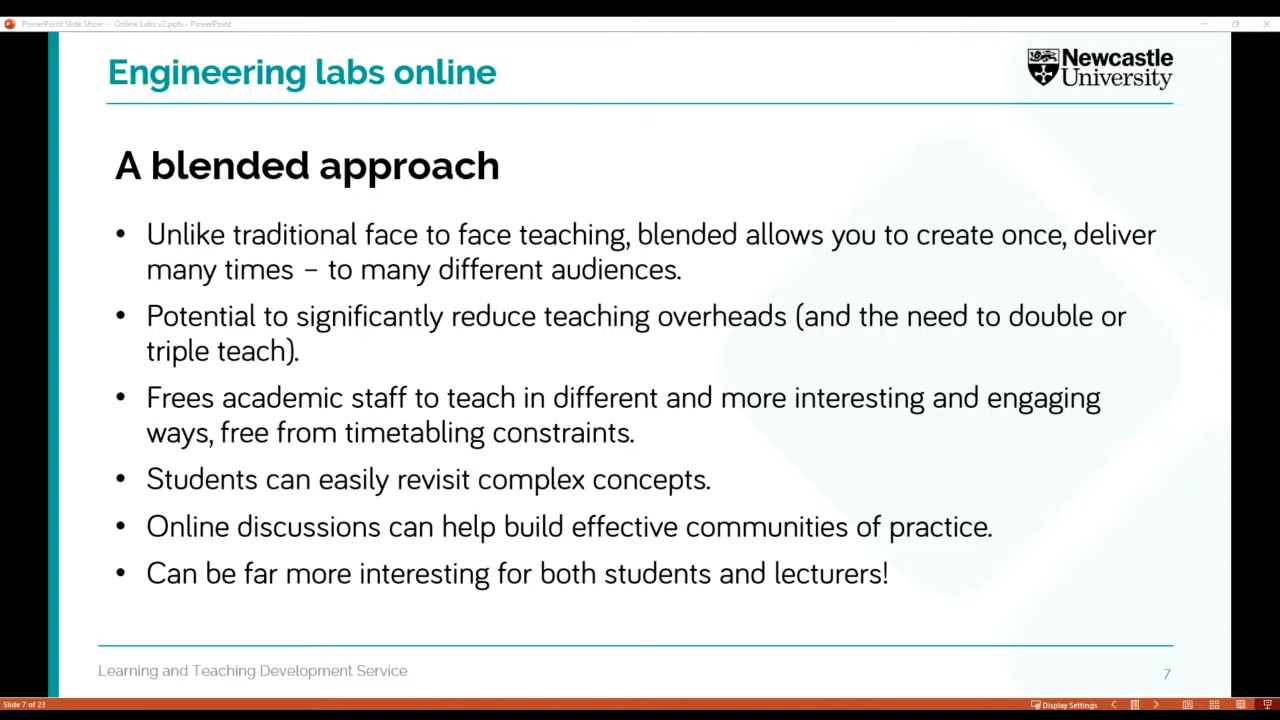 PowerPoint Slide Show - Online Labs v2.pptx - PowerPoint
Engineering labs online
Newcastle
University
A blended approach
• Unlike traditional face to face teaching, blended allows you to create once, deliver
many times – to many different audiences.
• Potential to significantly reduce teaching overheads (and the need to double or
triple teach).
• Frees academic staff to teach in different and more interesting and engaging
ways, free from timetabling constraints.
• Students can easily revisit complex concepts.
• Online discussions can help build effective communities of practice.
• Can be far more interesting for both students and lecturers!
Learning and Teaching Development Service
7
Slide 7 of 23
Display Settings